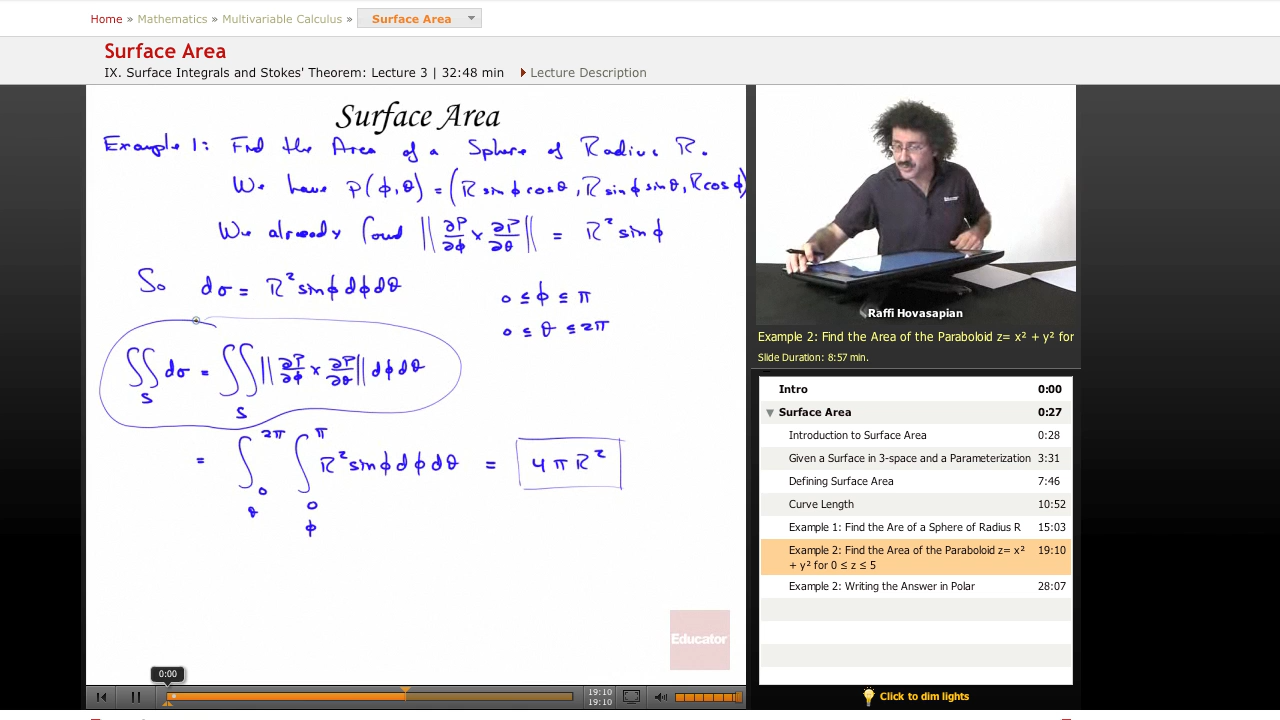 Home » Mathematics » Multivariable Calculus » Surface Area
Surface Area
IX. Surface Integrals and Stokes' Theorem: Lecture 3 | 32:48 min Lecture Description
Surface Area
Example 1: Find the Area of a Sphere of Radius R.
We have P(φ,θ) = (R sin φ cos θ, R sin φ sin θ, R cos φ)
We already found ||∂P/∂φ × ∂P/∂θ|| = R² sin φ
So dσ = R² sin φ dφ dθ
0 ≤ φ ≤ π
0 ≤ θ ≤ 2π
∬_S dσ = ∬_S ||∂P/∂φ × ∂P/∂θ|| dφ dθ
= ∫_0^2π ∫_0^π R² sin φ dφ dθ = 4πR²
θ φ
Educator
0:00
19:10
19:10
Raffi Hovasapian
Example 2: Find the Area of the Paraboloid z= x² + y² for
Slide Duration: 8:57 min.
Intro 0:00
Surface Area 0:27
Introduction to Surface Area 0:28
Given a Surface in 3-space and a Parameterization 3:31
Defining Surface Area 7:46
Curve Length 10:52
Example 1: Find the Are of a Sphere of Radius R 15:03
Example 2: Find the Area of the Paraboloid z= x² 19:10
+ y² for 0 ≤ z ≤ 5
Example 2: Writing the Answer in Polar 28:07
Click to dim lights